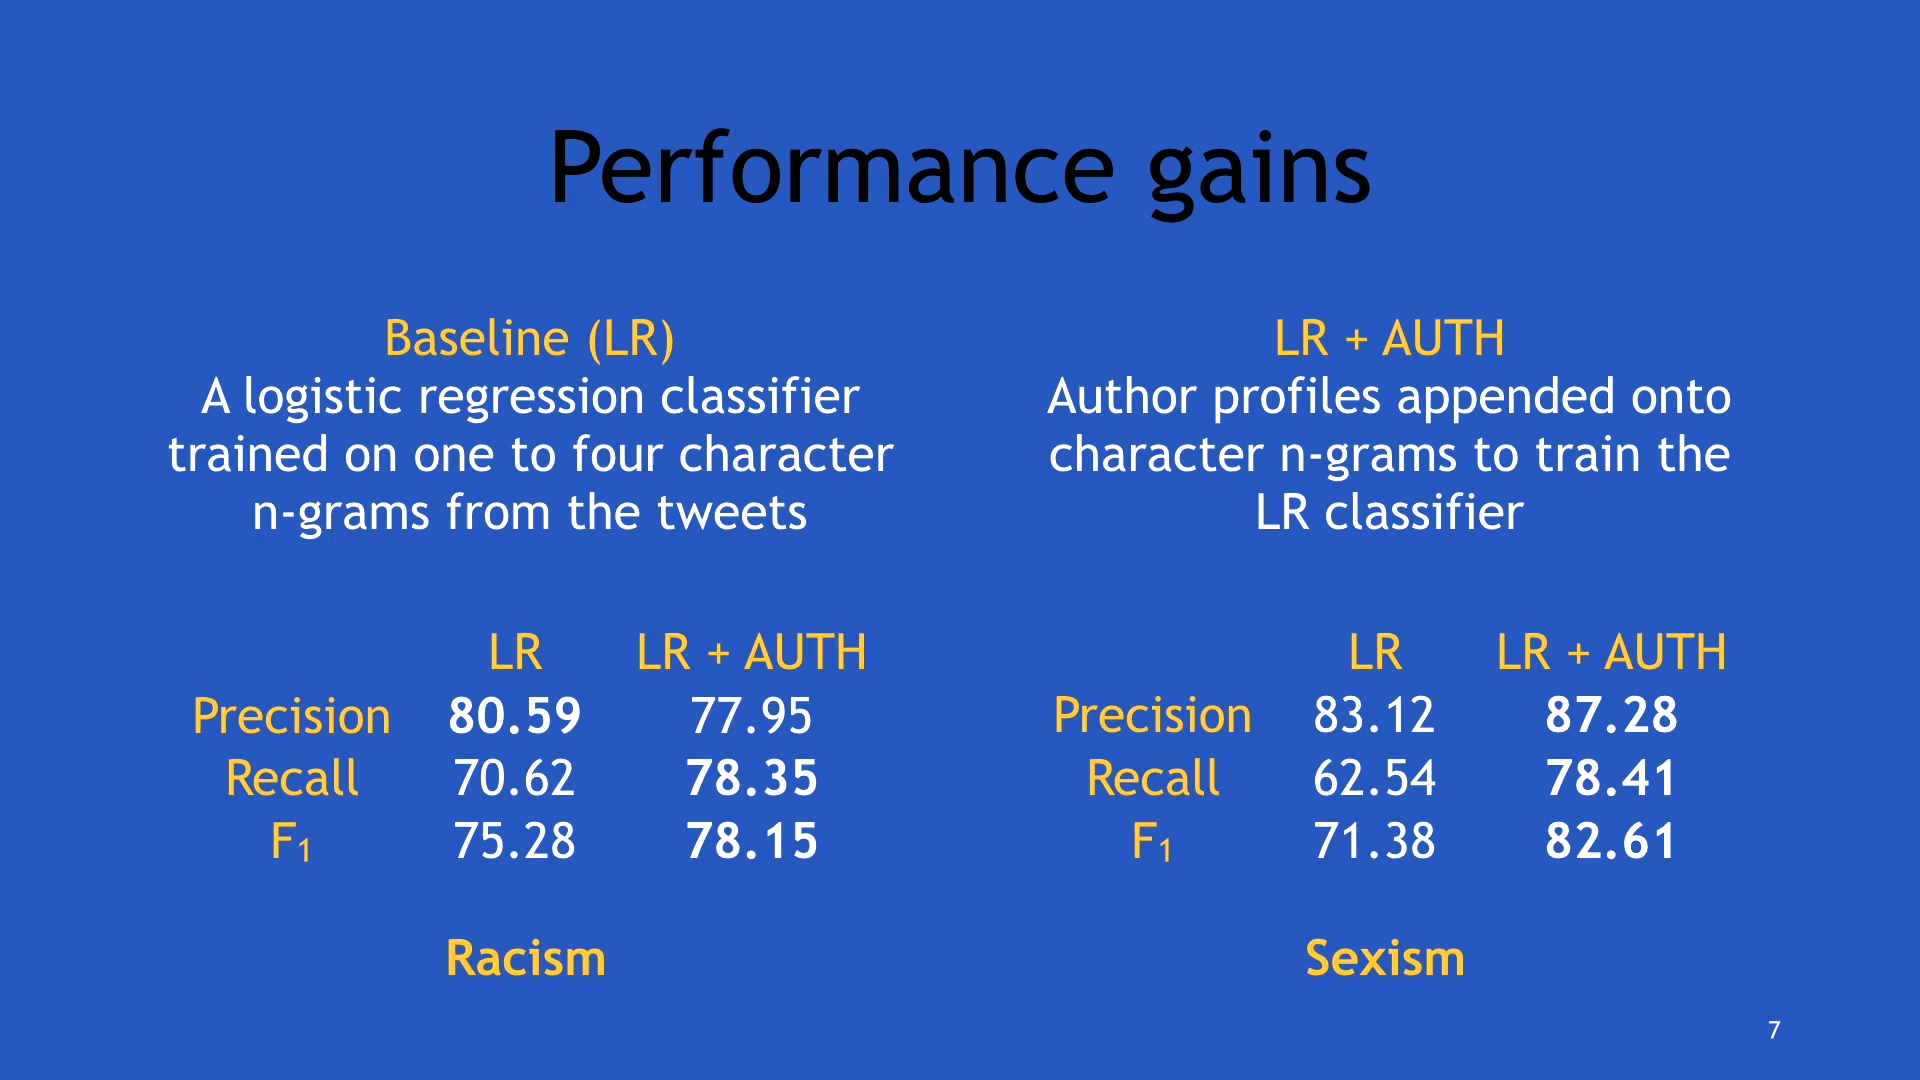 Performance gains
Baseline (LR)
A logistic regression classifier
trained on one to four character
n-grams from the tweets
LR + AUTH
Author profiles appended onto
character n-grams to train the
LR classifier
LR LR + AUTH
Precision 80.59 77.95
Recall 70.62 78.35
F₁ 75.28 78.15
Racism
LR LR + AUTH
Precision 83.12 87.28
Recall 62.54 78.41
F₁ 71.38 82.61
Sexism
7